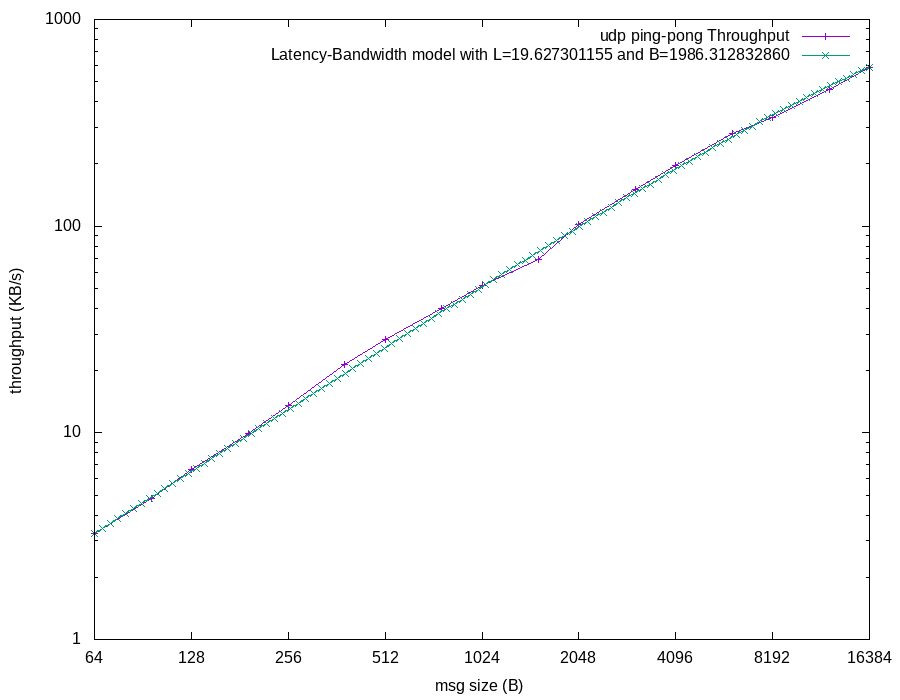 1000
udp ping-pong Throughput
Latency-Bandwidth model with L=19.627301155 and B=1986.312832860
100
throughput (KB/s)
10
1
64 128 256 512 1024 2048 4096 8192 16384
msg size (B)